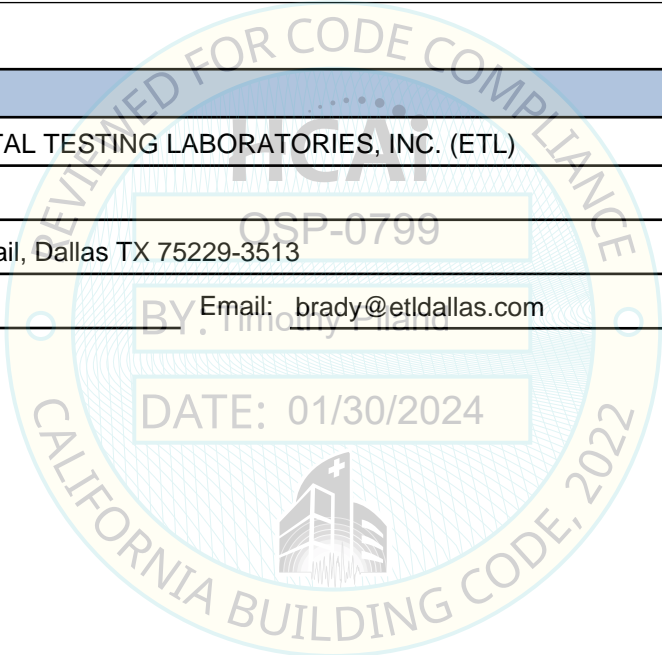 REVIEWED FOR CODE COMPLIANCE
HCAi
TAL TESTING LABORATORIES, INC. (ETL)
OSP-0799
ail, Dallas TX 75229-3513
Email: brady@etldallas.com
BY: Timothy Piland
DATE: 01/30/2024
CALIFORNIA BUILDING CODE, 2022